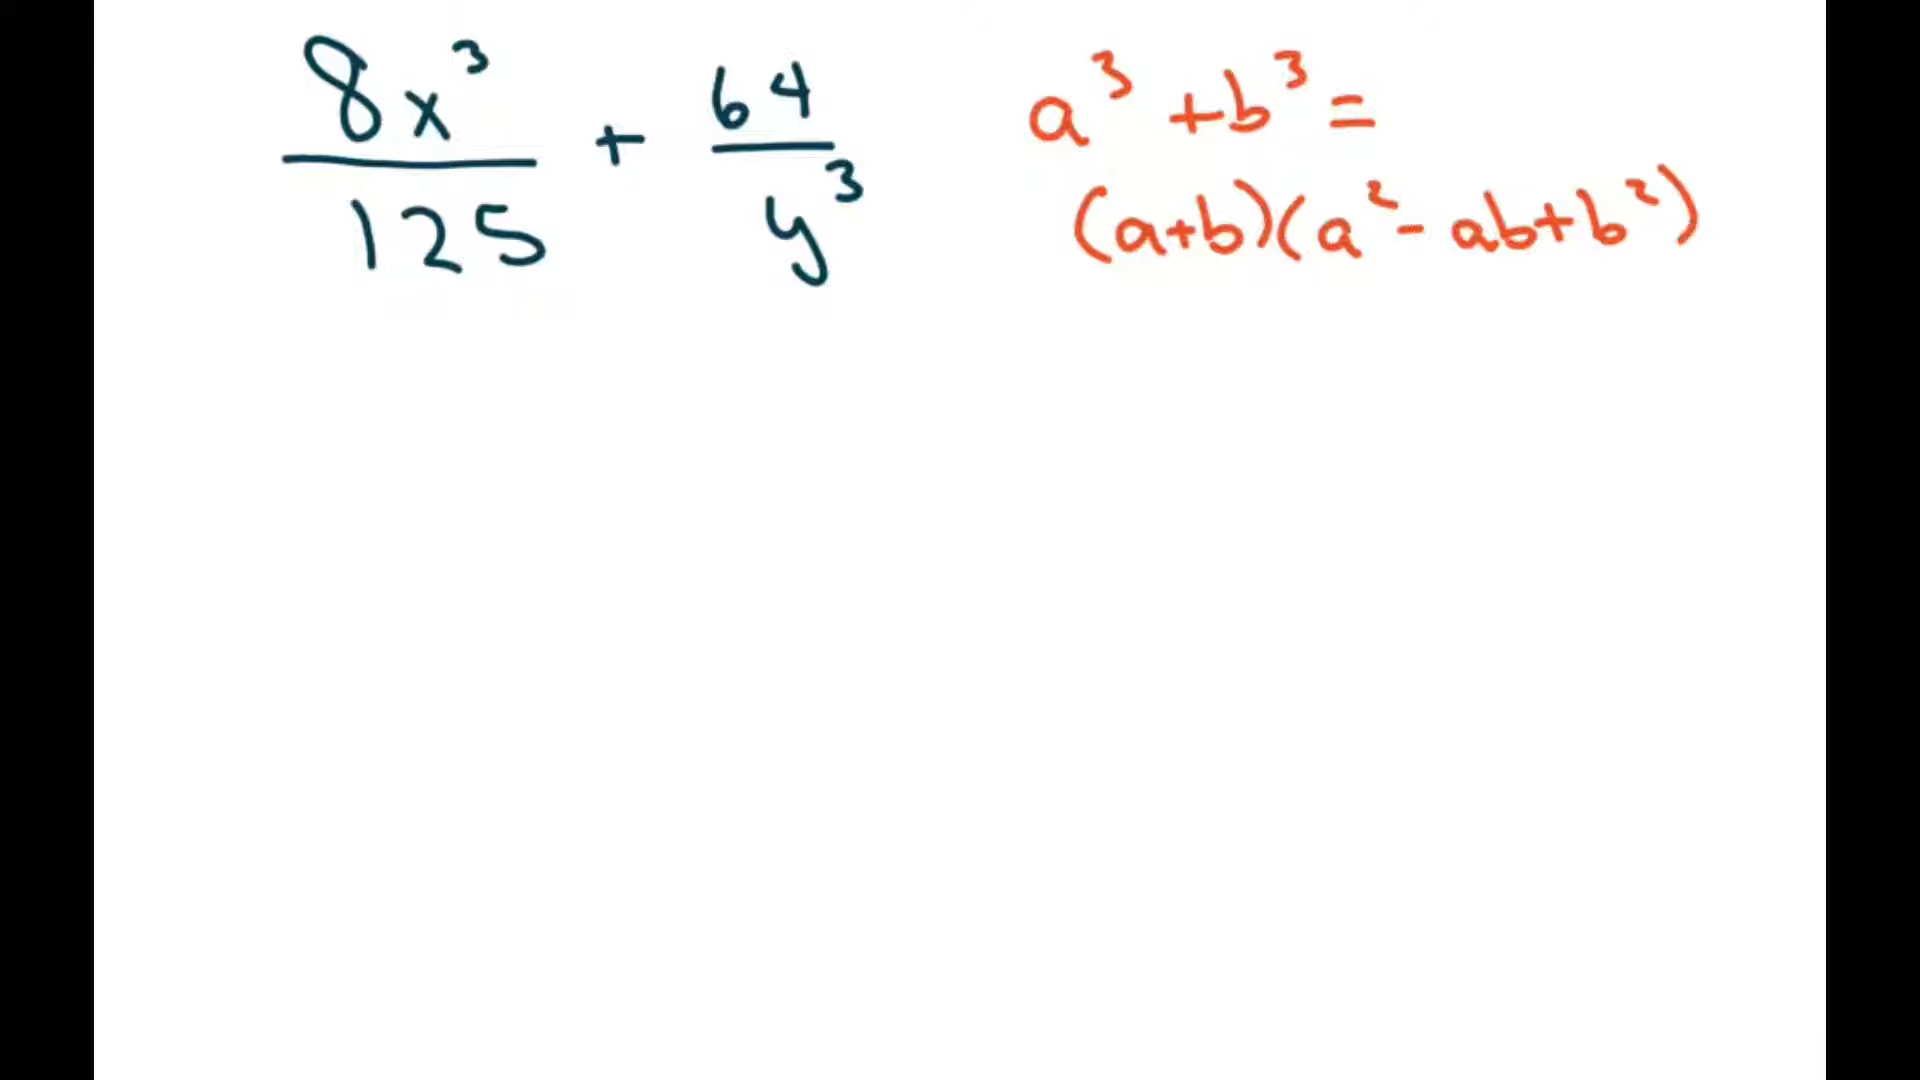 8x³/125 + 64/y³
a³ + b³ =
(a+b)(a² - ab + b²)